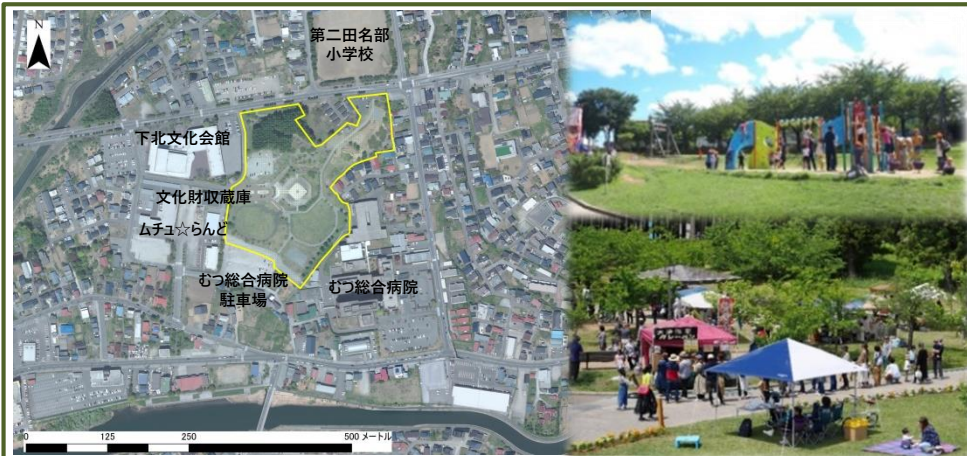 N
第二田名部
小学校
下北文化会館
文化財収蔵庫
ムチュ☆らんど
むつ総合病院
駐車場
むつ総合病院
0 125 250 500 メートル